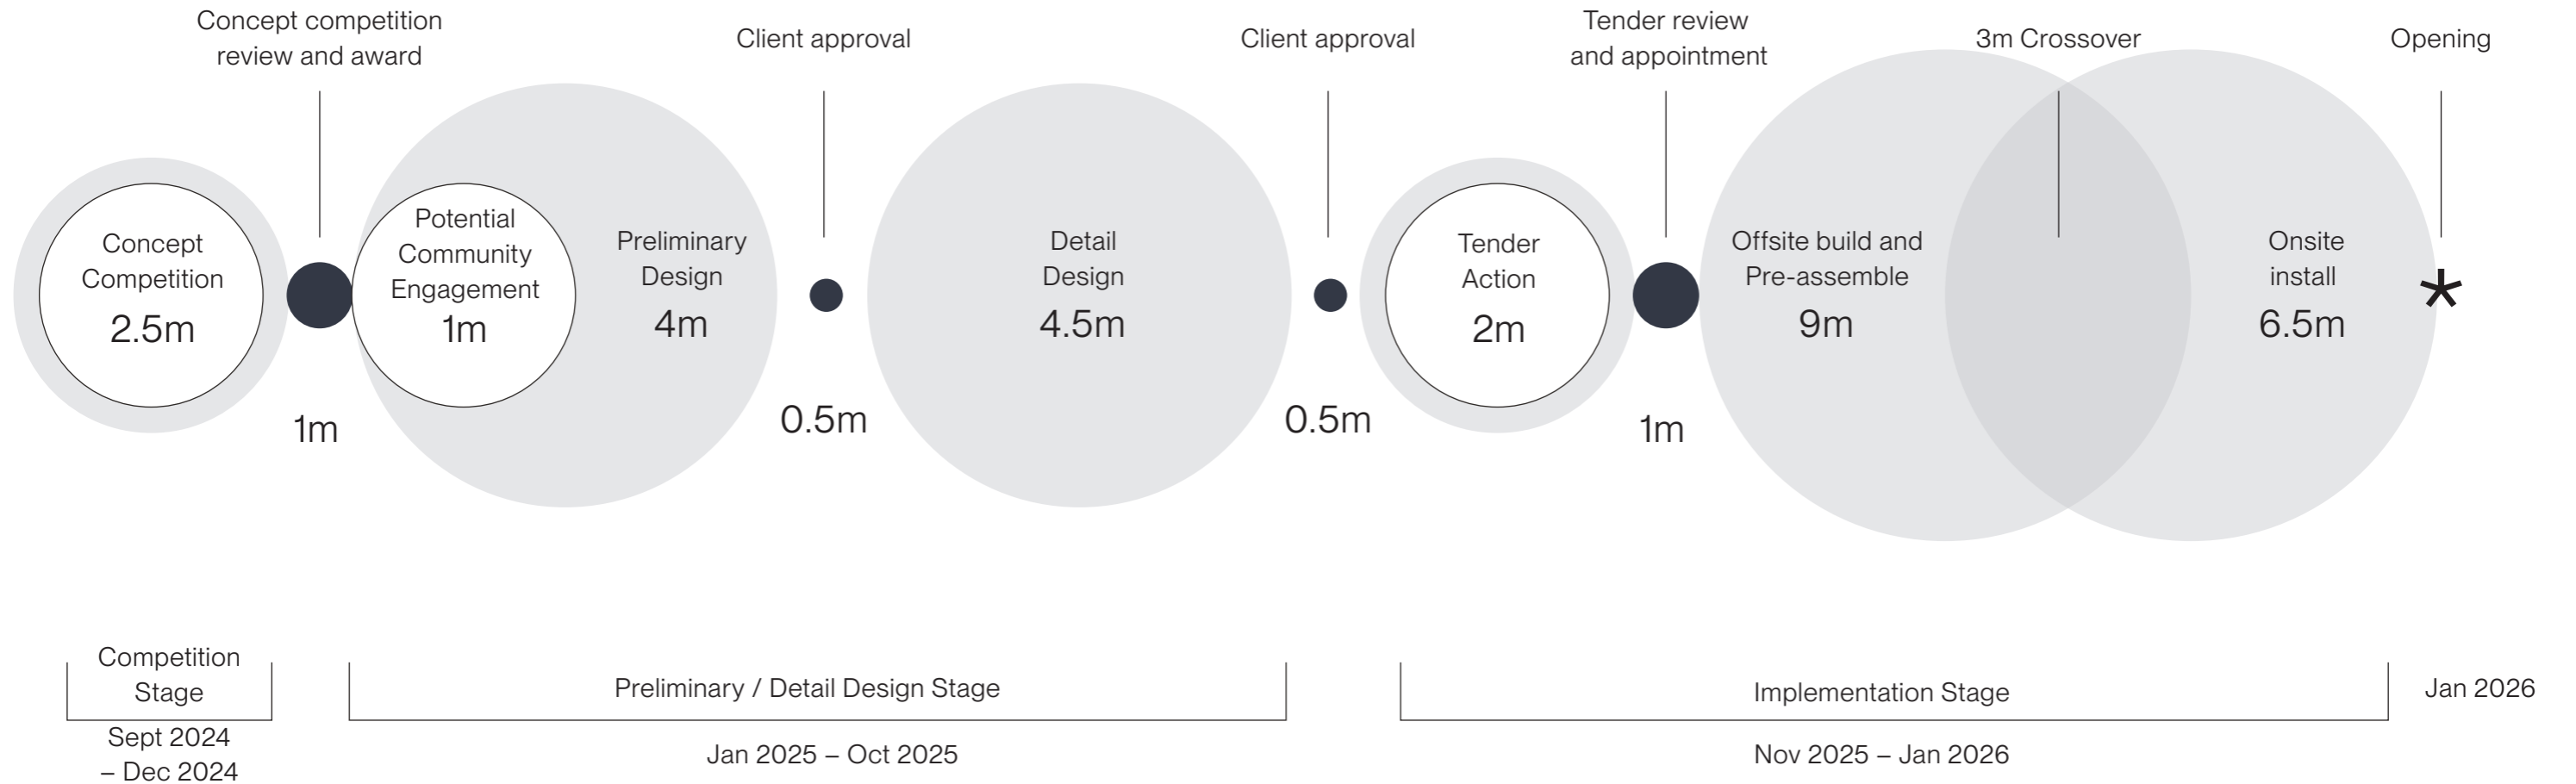 Concept competition
review and award
Client approval
Client approval
Tender review
and appointment
3m Crossover
Opening
Concept
Competition
2.5m
1m
Potential
Community
Engagement
1m
Preliminary
Design
4m
0.5m
Detail
Design
4.5m
0.5m
Tender
Action
2m
1m
Offsite build and
Pre-assemble
9m
Onsite
install
6.5m
*
Competition
Stage
Sept 2024
– Dec 2024
Preliminary / Detail Design Stage
Jan 2025 – Oct 2025
Implementation Stage
Nov 2025 – Jan 2026
Jan 2026